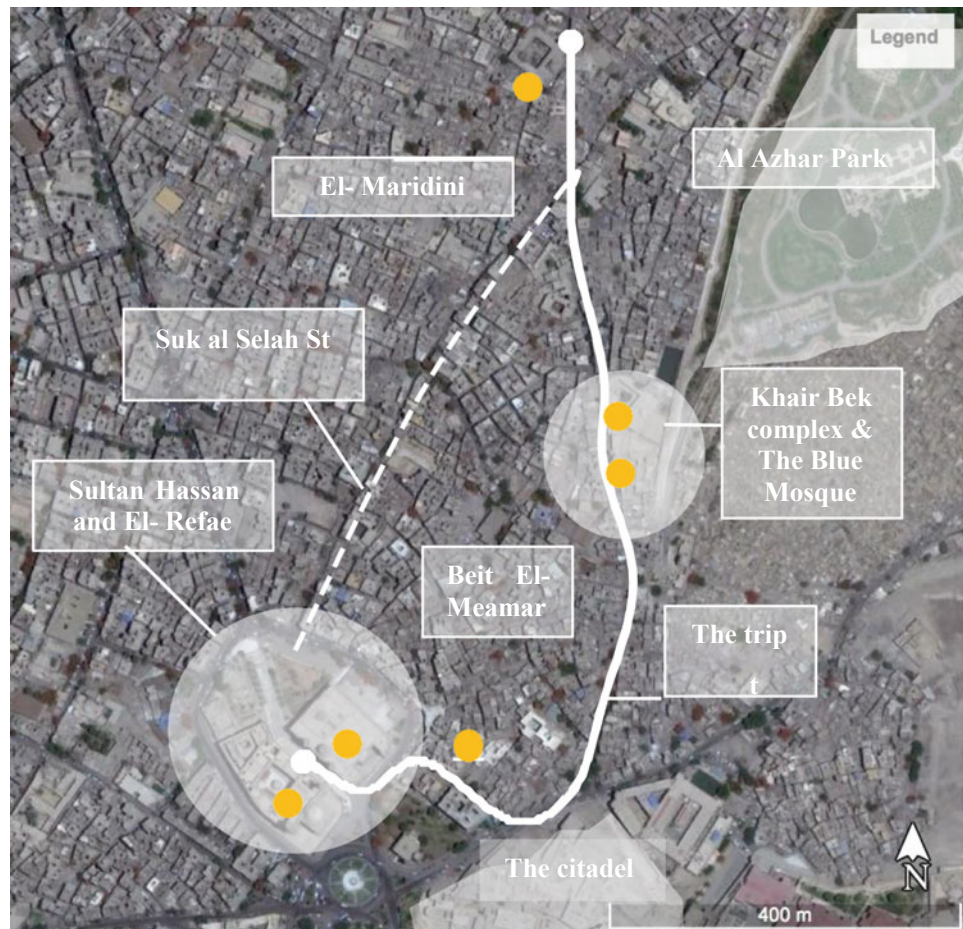 Legend
Al Azhar Park
El- Maridini
Suk al Selah St
Khair Bek
complex &
The Blue
Mosque
Sultan Hassan
and El- Refae
Beit El-
Meamar
The trip
t
The citadel
N
400 m